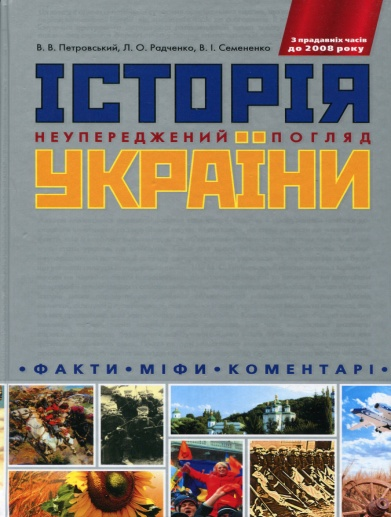 З прадавніх часів
до 2008 року
В. В. Петровський, Л. О. Радченко, В. І. Семененко
ІСТОРІЯ
НЕУПЕРЕДЖЕНИЙ ПОГЛЯД
УКРАЇНИ
• ФАКТИ • МІФИ • КОМЕНТАРІ •